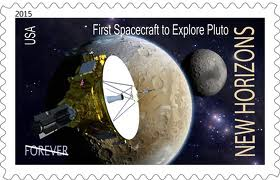 2015
First Spacecraft to Explore Pluto
USA
NEW HORIZONS
FOREVER